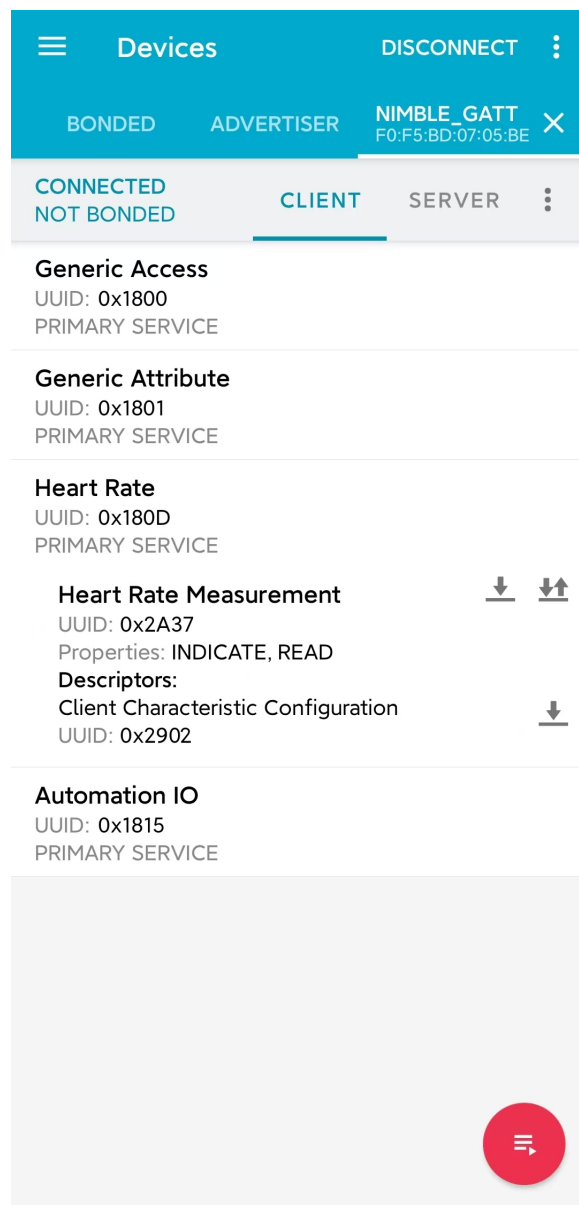 Devices
DISCONNECT
BONDED
ADVERTISER
NIMBLE_GATT
F0:F5:BD:07:05:BE
CONNECTED
NOT BONDED
CLIENT
SERVER
Generic Access
UUID: 0x1800
PRIMARY SERVICE
Generic Attribute
UUID: 0x1801
PRIMARY SERVICE
Heart Rate
UUID: 0x180D
PRIMARY SERVICE
Heart Rate Measurement
UUID: 0x2A37
Properties: INDICATE, READ
Descriptors:
Client Characteristic Configuration
UUID: 0x2902
Automation IO
UUID: 0x1815
PRIMARY SERVICE